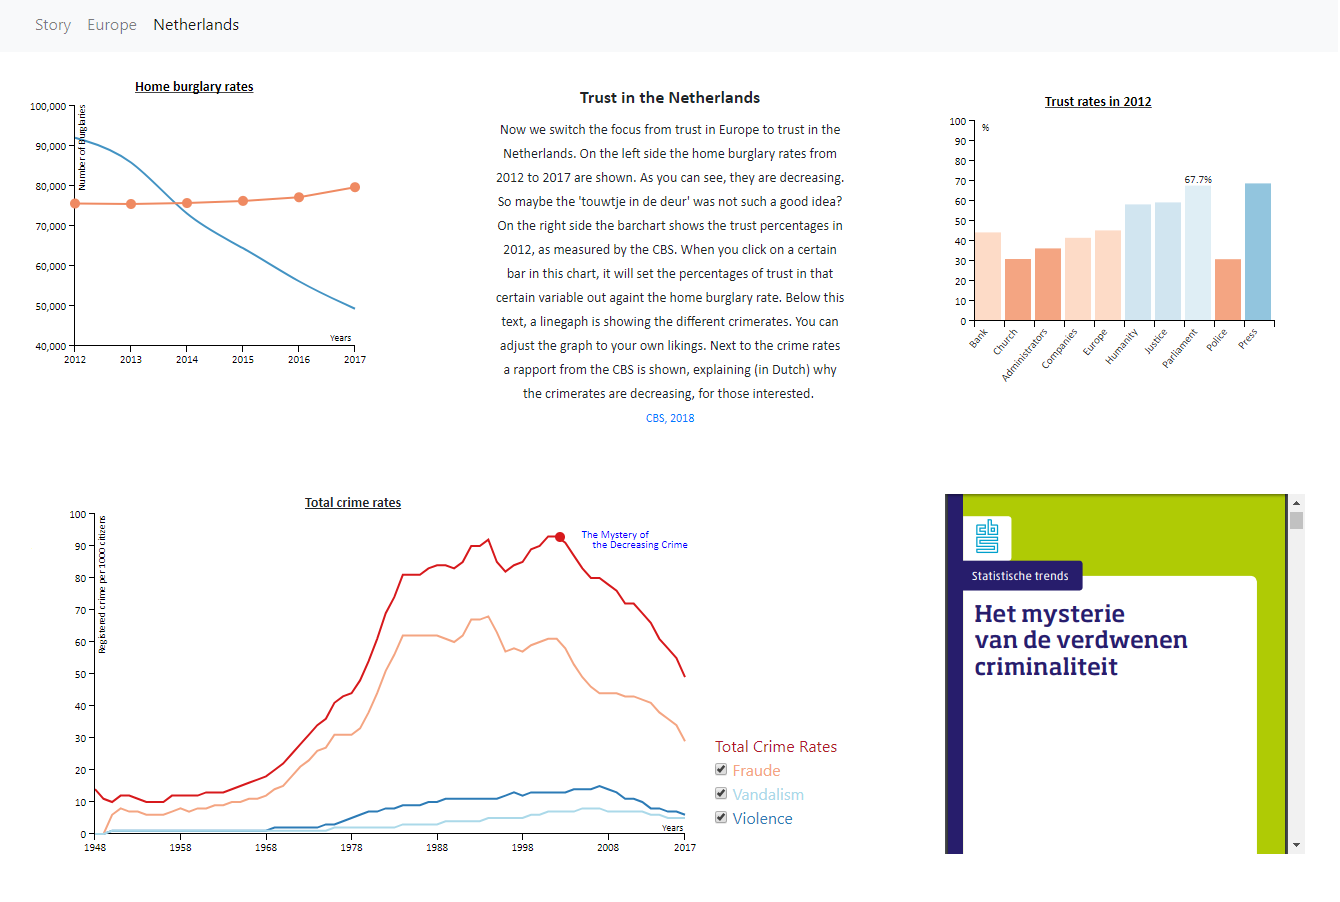 Story Europe Netherlands
Home burglary rates
100,000
90,000
80,000
70,000
60,000
50,000
40,000
Number of Burglaries
Years
2012 2013 2014 2015 2016 2017
Trust in the Netherlands
Now we switch the focus from trust in Europe to trust in the
Netherlands. On the left side the home burglary rates from
2012 to 2017 are shown. As you can see, they are decreasing.
So maybe the 'touwtje in de deur' was not such a good idea?
On the right side the barchart shows the trust percentages in
2012, as measured by the CBS. When you click on a certain
bar in this chart, it will set the percentages of trust in that
certain variable out againt the home burglary rate. Below this
text, a linegaph is showing the different crimerates. You can
adjust the graph to your own likings. Next to the crime rates
a rapport from the CBS is shown, explaining (in Dutch) why
the crimerates are decreasing, for those interested.
CBS, 2018
Trust rates in 2012
100
90
80
70
60
50
40
30
20
10
0
%
67.7%
Bank
Church
Administrators
Companies
Europe
Humanity
Justice
Parliament
Police
Press
Total crime rates
100
90
80
70
60
50
40
30
20
10
0
Registered crime per 1000 citizens
The Mystery of
the Decreasing Crime
Years
1948 1958 1968 1978 1988 1998 2008 2017
Total Crime Rates
Fraude
Vandalism
Violence
cbs
Statistische trends
Het mysterie
van de verdwenen
criminaliteit